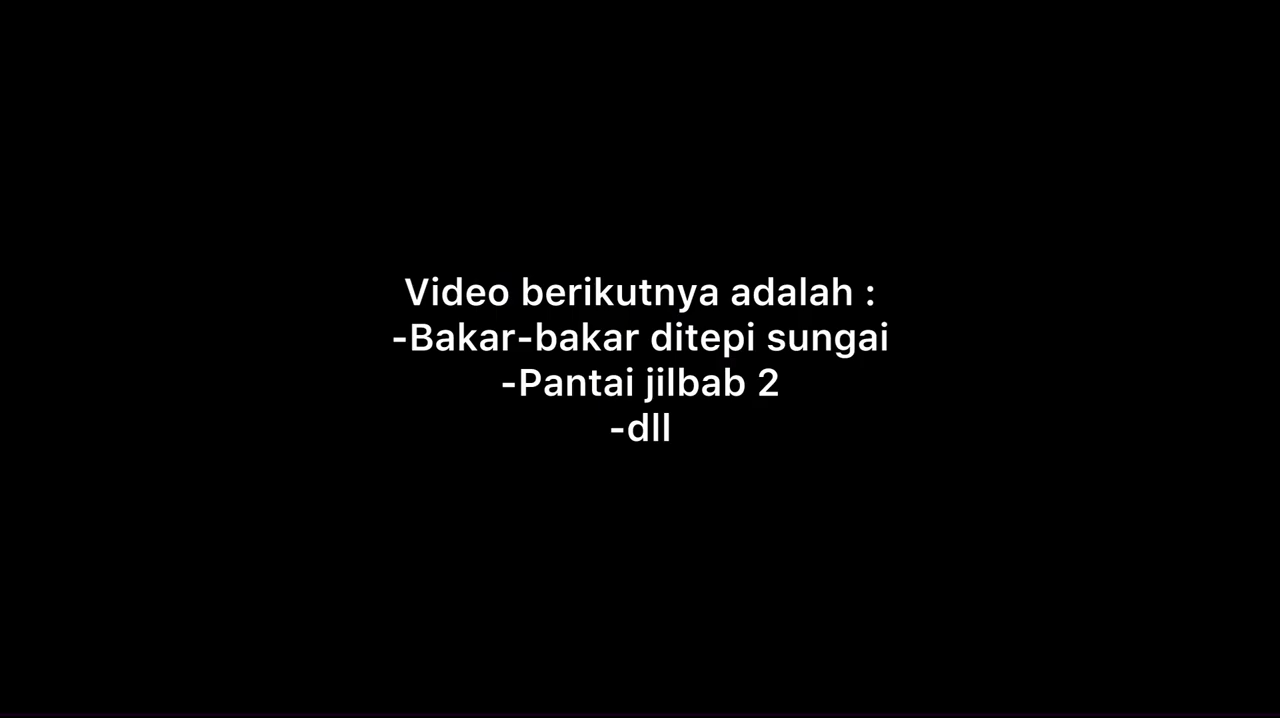 Video berikutnya adalah :
-Bakar-bakar ditepi sungai
-Pantai jilbab 2
-dll